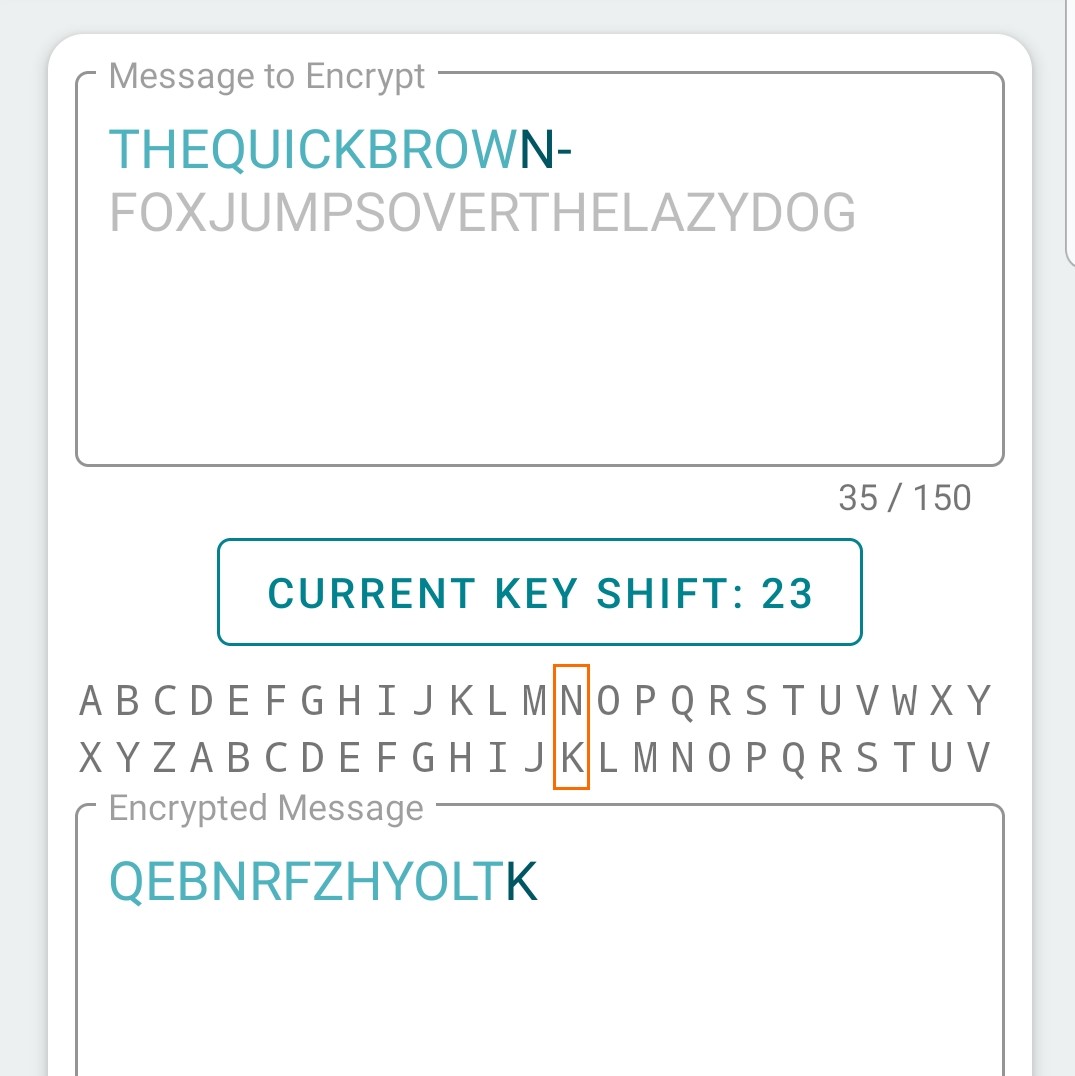 Message to Encrypt
THEQUICKBROWN-
FOXJUMPSOVERTHELAZYDOG
35 / 150
CURRENT KEY SHIFT: 23
A B C D E F G H I J K L M N O P Q R S T U V W X Y
X Y Z A B C D E F G H I J K L M N O P Q R S T U V
Encrypted Message
QEBNRFZHYOLTK